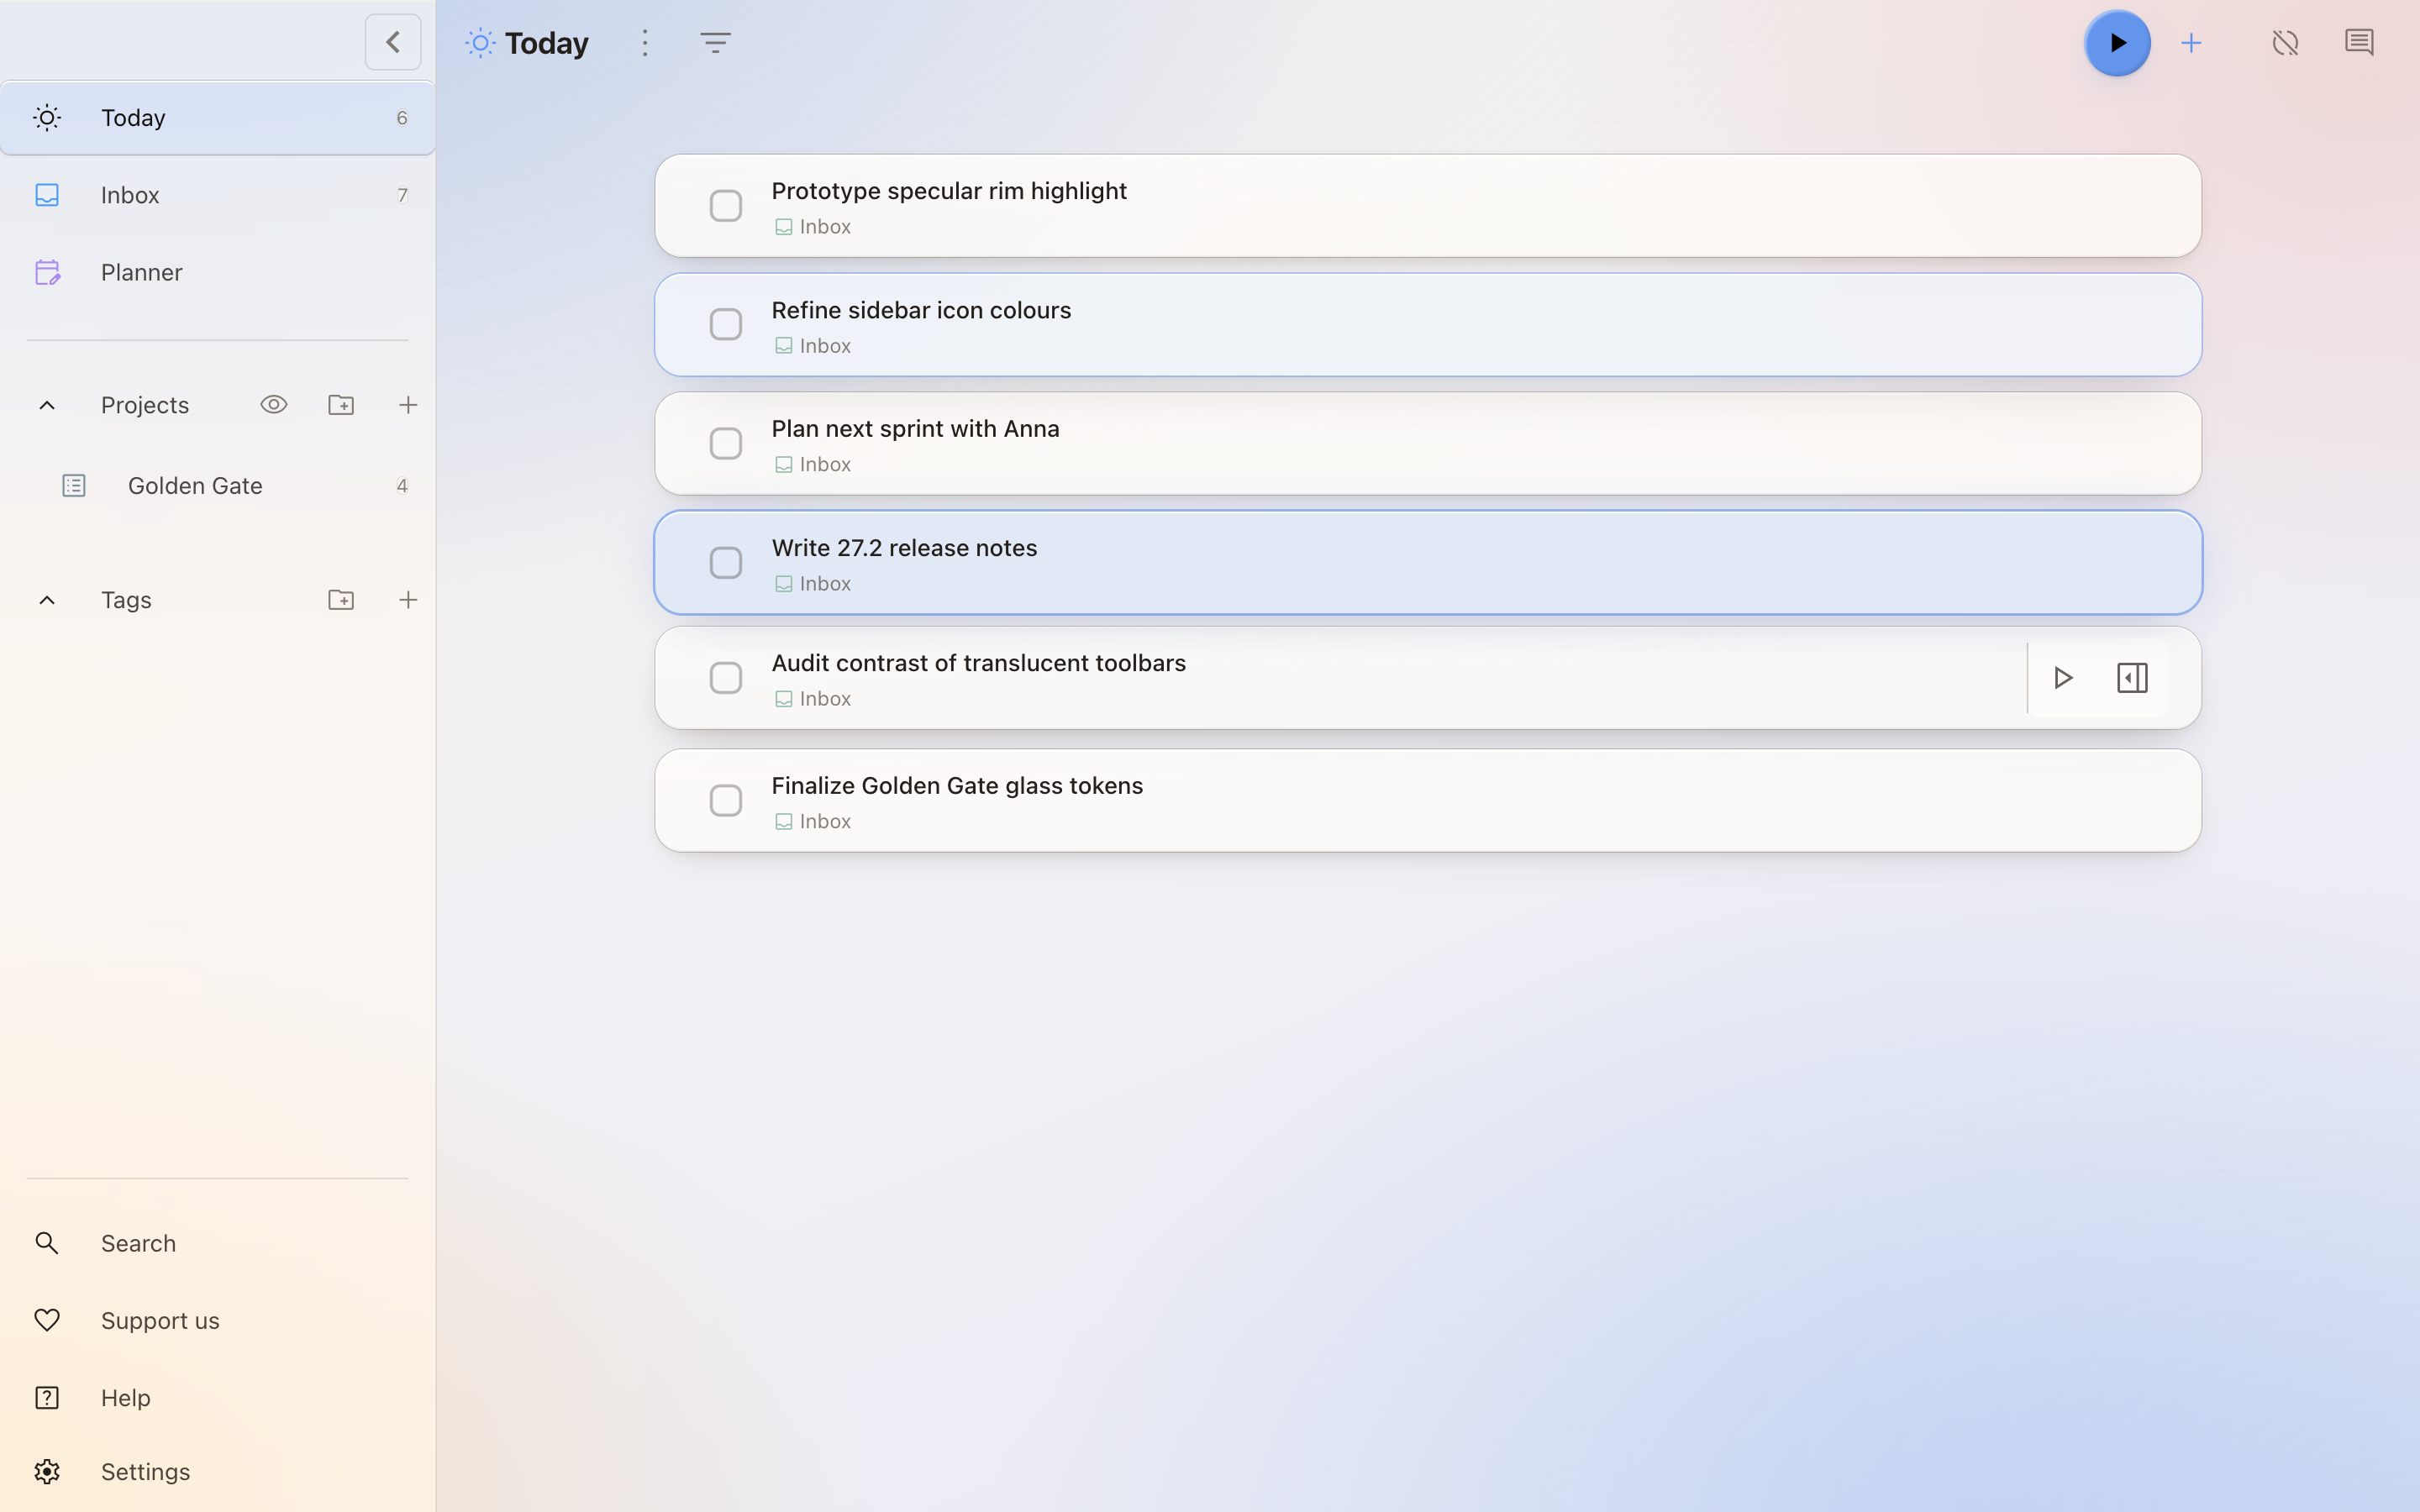 Today
6
Inbox
7
Planner
Projects
Golden Gate
4
Tags
Search
Support us
Help
Settings
Today
Prototype specular rim highlight
Inbox
Refine sidebar icon colours
Inbox
Plan next sprint with Anna
Inbox
Write 27.2 release notes
Inbox
Audit contrast of translucent toolbars
Inbox
Finalize Golden Gate glass tokens
Inbox